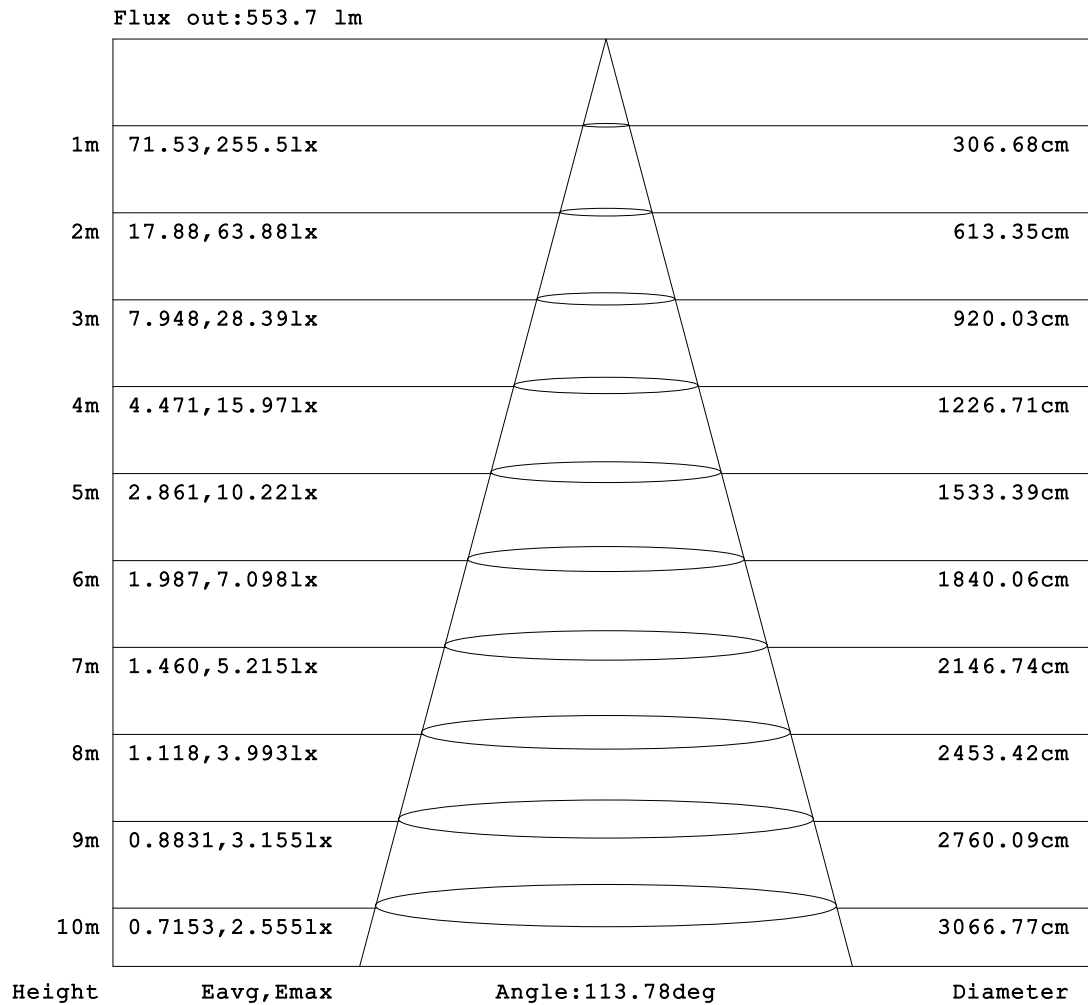 Flux out:553.7 lm
1m 71.53,255.5lx 306.68cm
2m 17.88,63.88lx 613.35cm
3m 7.948,28.39lx 920.03cm
4m 4.471,15.97lx 1226.71cm
5m 2.861,10.22lx 1533.39cm
6m 1.987,7.098lx 1840.06cm
7m 1.460,5.215lx 2146.74cm
8m 1.118,3.993lx 2453.42cm
9m 0.8831,3.155lx 2760.09cm
10m 0.7153,2.555lx 3066.77cm
Height Eavg,Emax Angle:113.78deg Diameter